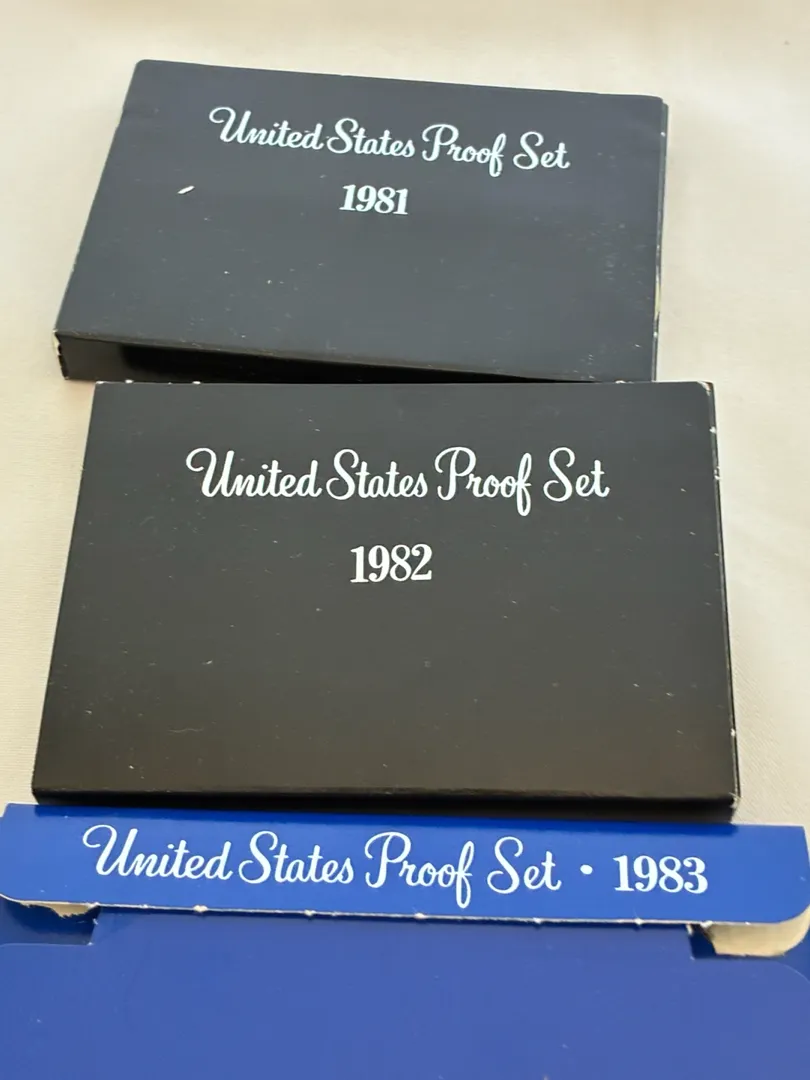 United States Proof Set
1981
United States Proof Set
1982
United States Proof Set • 1983